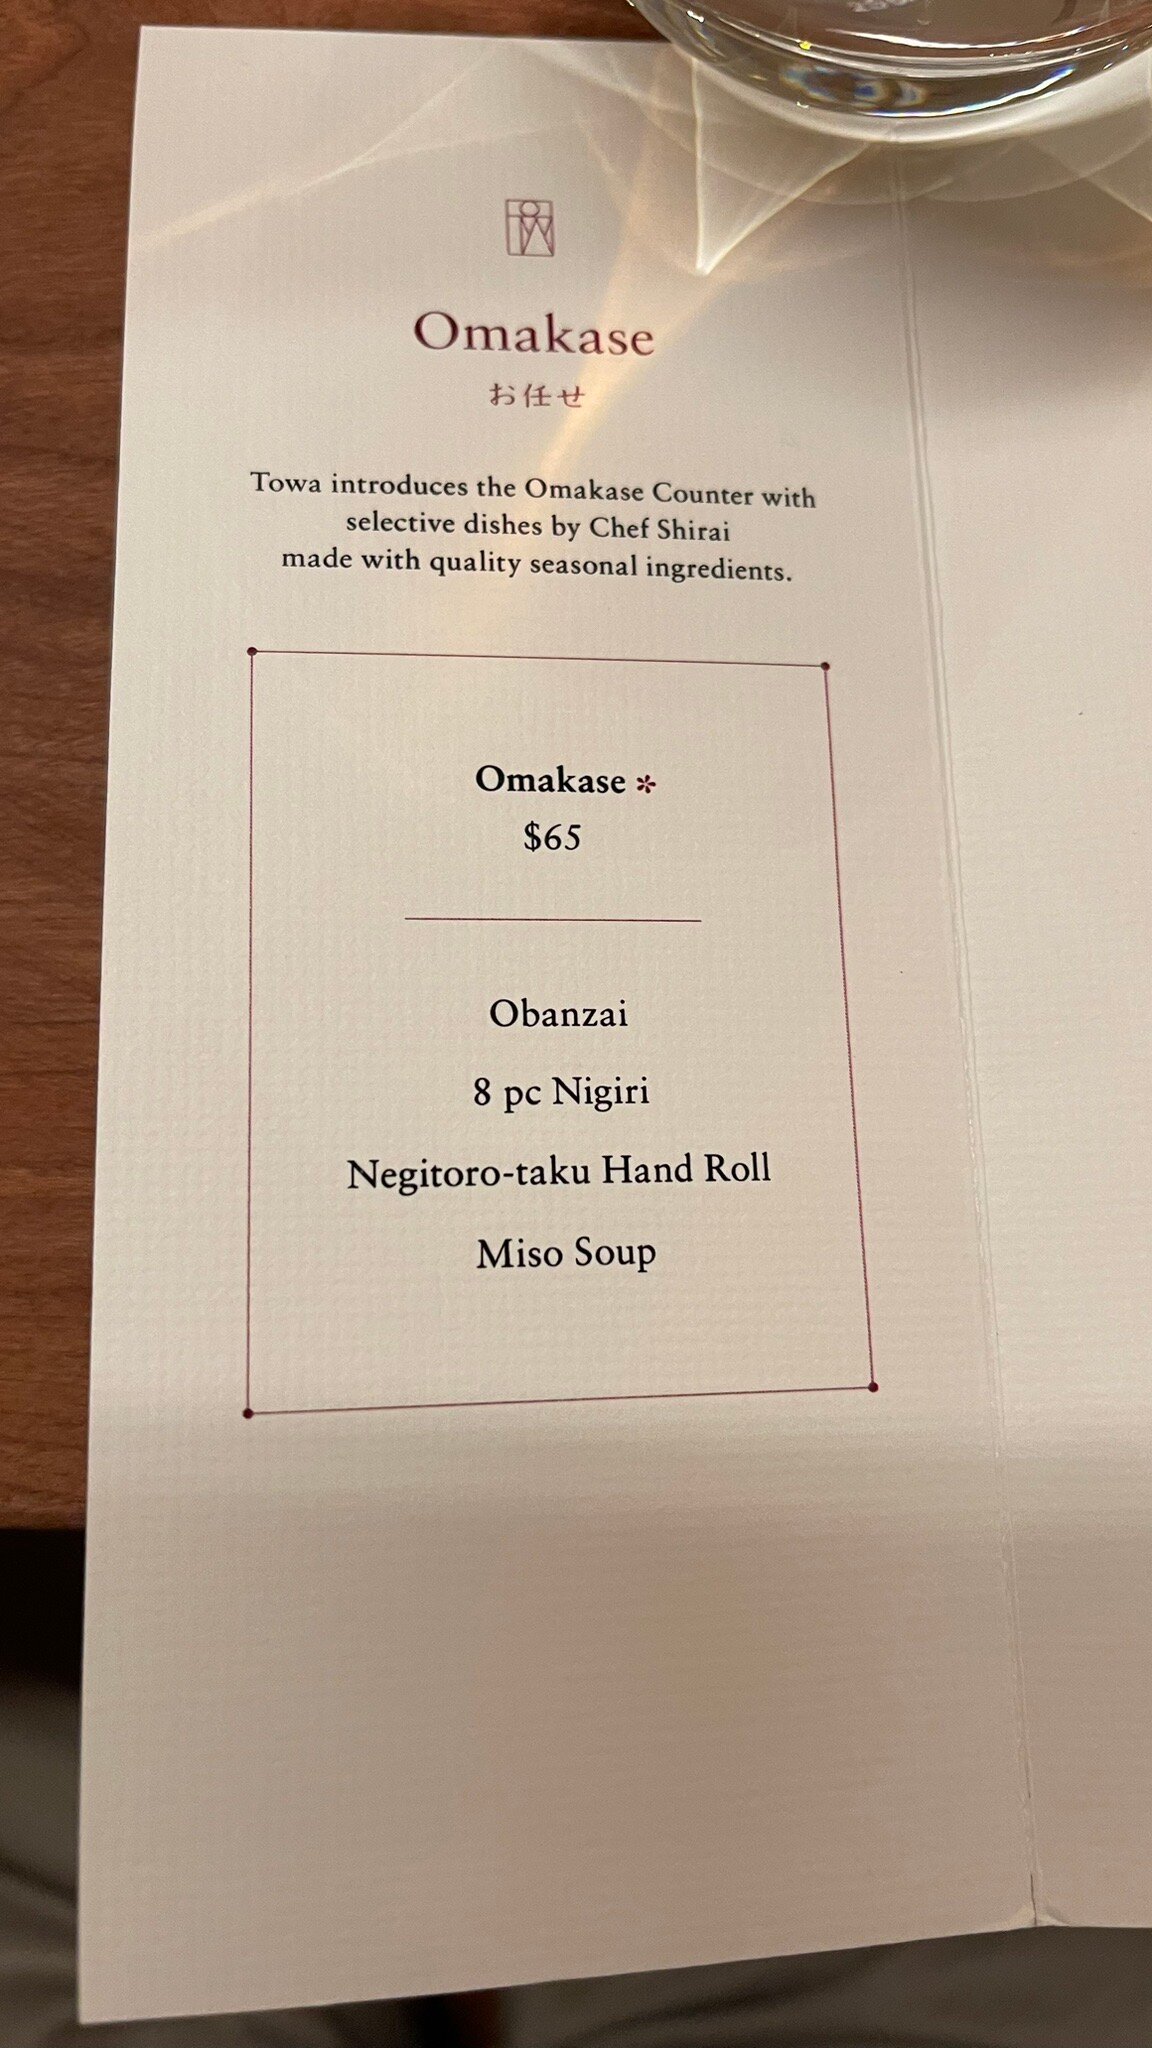 Omakase
お任せ
Towa introduces the Omakase Counter with
selective dishes by Chef Shirai
made with quality seasonal ingredients.
Omakase *
$65
Obanzai
8 pc Nigiri
Negitoro-taku Hand Roll
Miso Soup